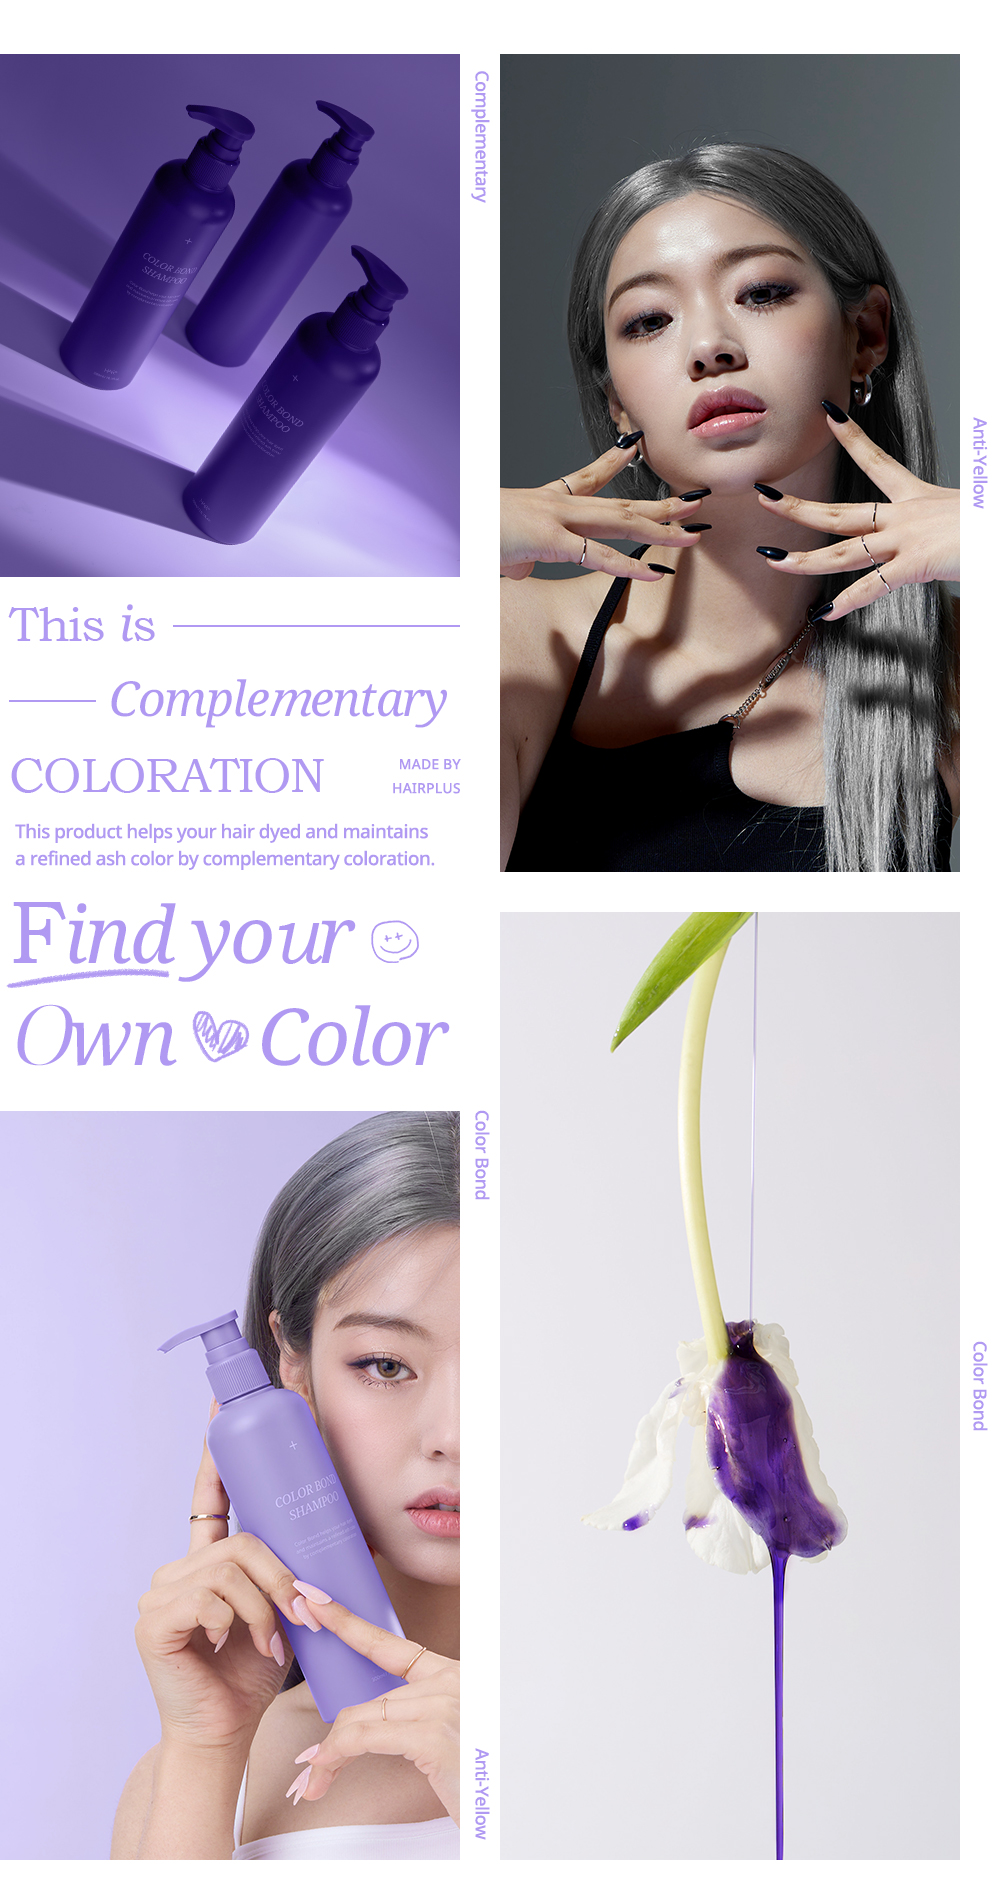 Complementary
COLOR BOND
SHAMPOO
COLOR BOND
SHAMPOO
Anti-Yellow
This is
Complementary
COLORATION
MADE BY
HAIRPLUS
This product helps your hair dyed and maintains
a refined ash color by complementary coloration.
Find your
Own Color
Color Bond
COLOR BOND
SHAMPOO
Anti-Yellow
Color Bond